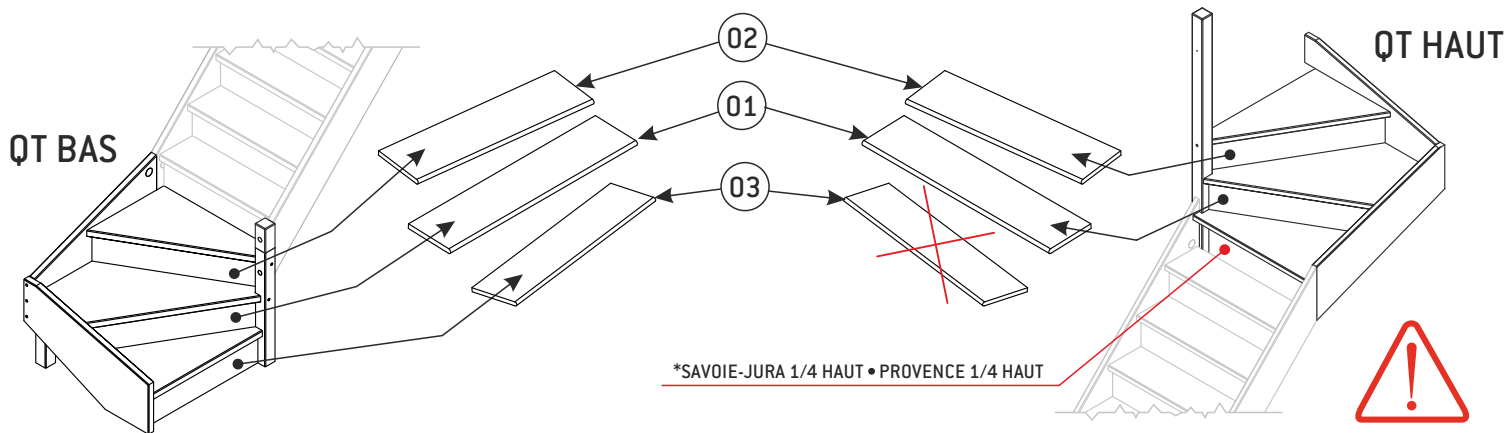 02
QT HAUT
01
QT BAS
03
*SAVOIE-JURA 1/4 HAUT • PROVENCE 1/4 HAUT